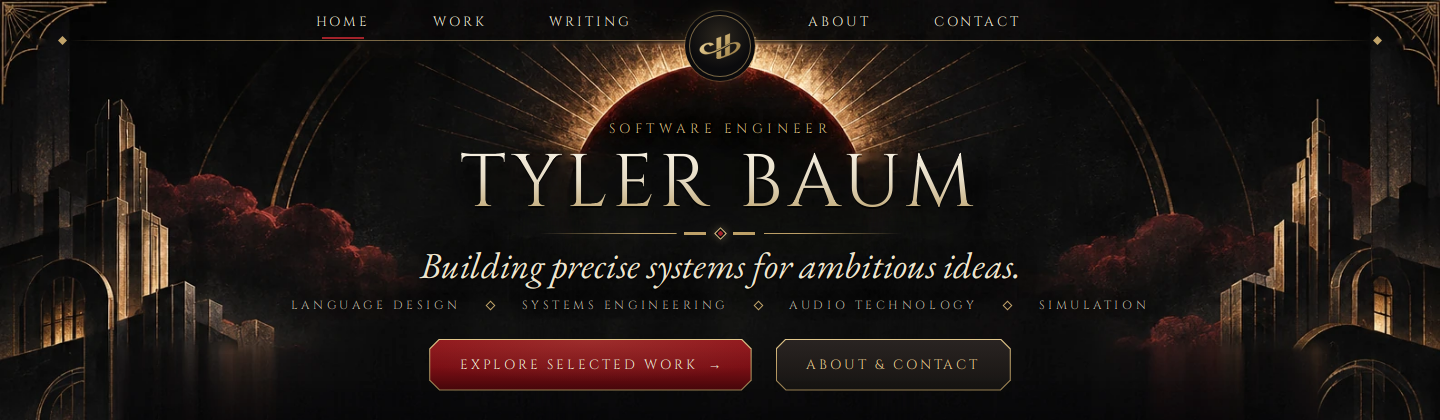 HOME WORK WRITING ABOUT CONTACT
SOFTWARE ENGINEER
TYLER BAUM
Building precise systems for ambitious ideas.
LANGUAGE DESIGN ◇ SYSTEMS ENGINEERING ◇ AUDIO TECHNOLOGY ◇ SIMULATION
EXPLORE SELECTED WORK → ABOUT & CONTACT